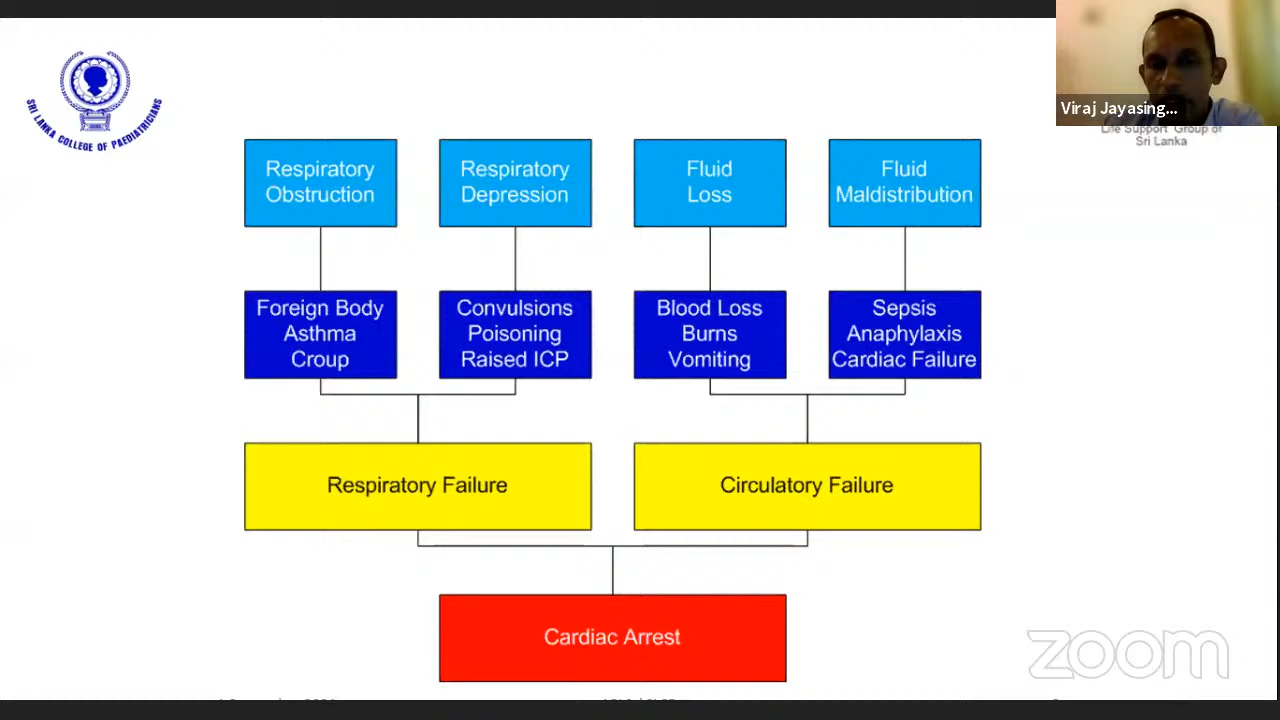 SRI LANKA COLLEGE OF PAEDIATRICIANS
Viraj Jayasing...
Life Support Group of
Sri Lanka
Respiratory
Obstruction
Respiratory
Depression
Fluid
Loss
Fluid
Maldistribution
Foreign Body
Asthma
Croup
Convulsions
Poisoning
Raised ICP
Blood Loss
Burns
Vomiting
Sepsis
Anaphylaxis
Cardiac Failure
Respiratory Failure
Circulatory Failure
Cardiac Arrest
zoom